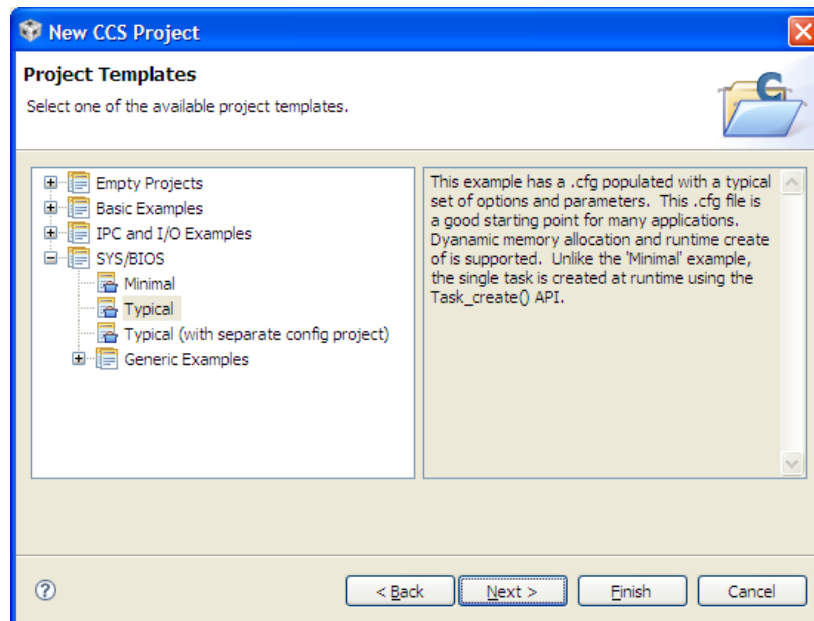 New CCS Project
Project Templates
Select one of the available project templates.
Empty Projects
Basic Examples
IPC and I/O Examples
SYS/BIOS
Minimal
Typical
Typical (with separate config project)
Generic Examples
This example has a .cfg populated with a typical
set of options and parameters.  This .cfg file is
a good starting point for many applications.
Dyanamic memory allocation and runtime create
of is supported.  Unlike the 'Minimal' example,
the single task is created at runtime using the
Task_create() API.
< Back
Next >
Finish
Cancel